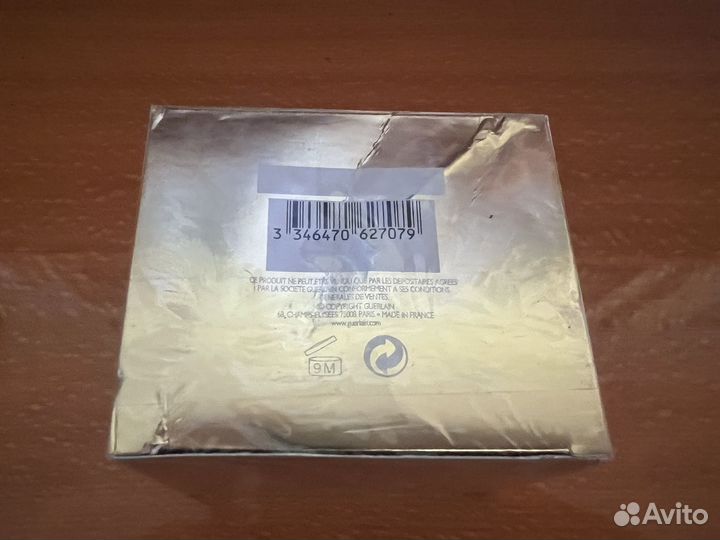 3 346470 627079
CE PRODUIT NE PEUT ÊTRE VENDU QUE PAR LES DEPOSITAIRES AGREES
PAR LA SOCIETE GUERLAIN CONFORMEMENT A SES CONDITIONS
GENERALES DE VENTES.
© COPYRIGHT GUERLAIN
68, CHAMPS-ELYSEES 75008 PARIS • MADE IN FRANCE
www.guerlain.com
9M
Avito